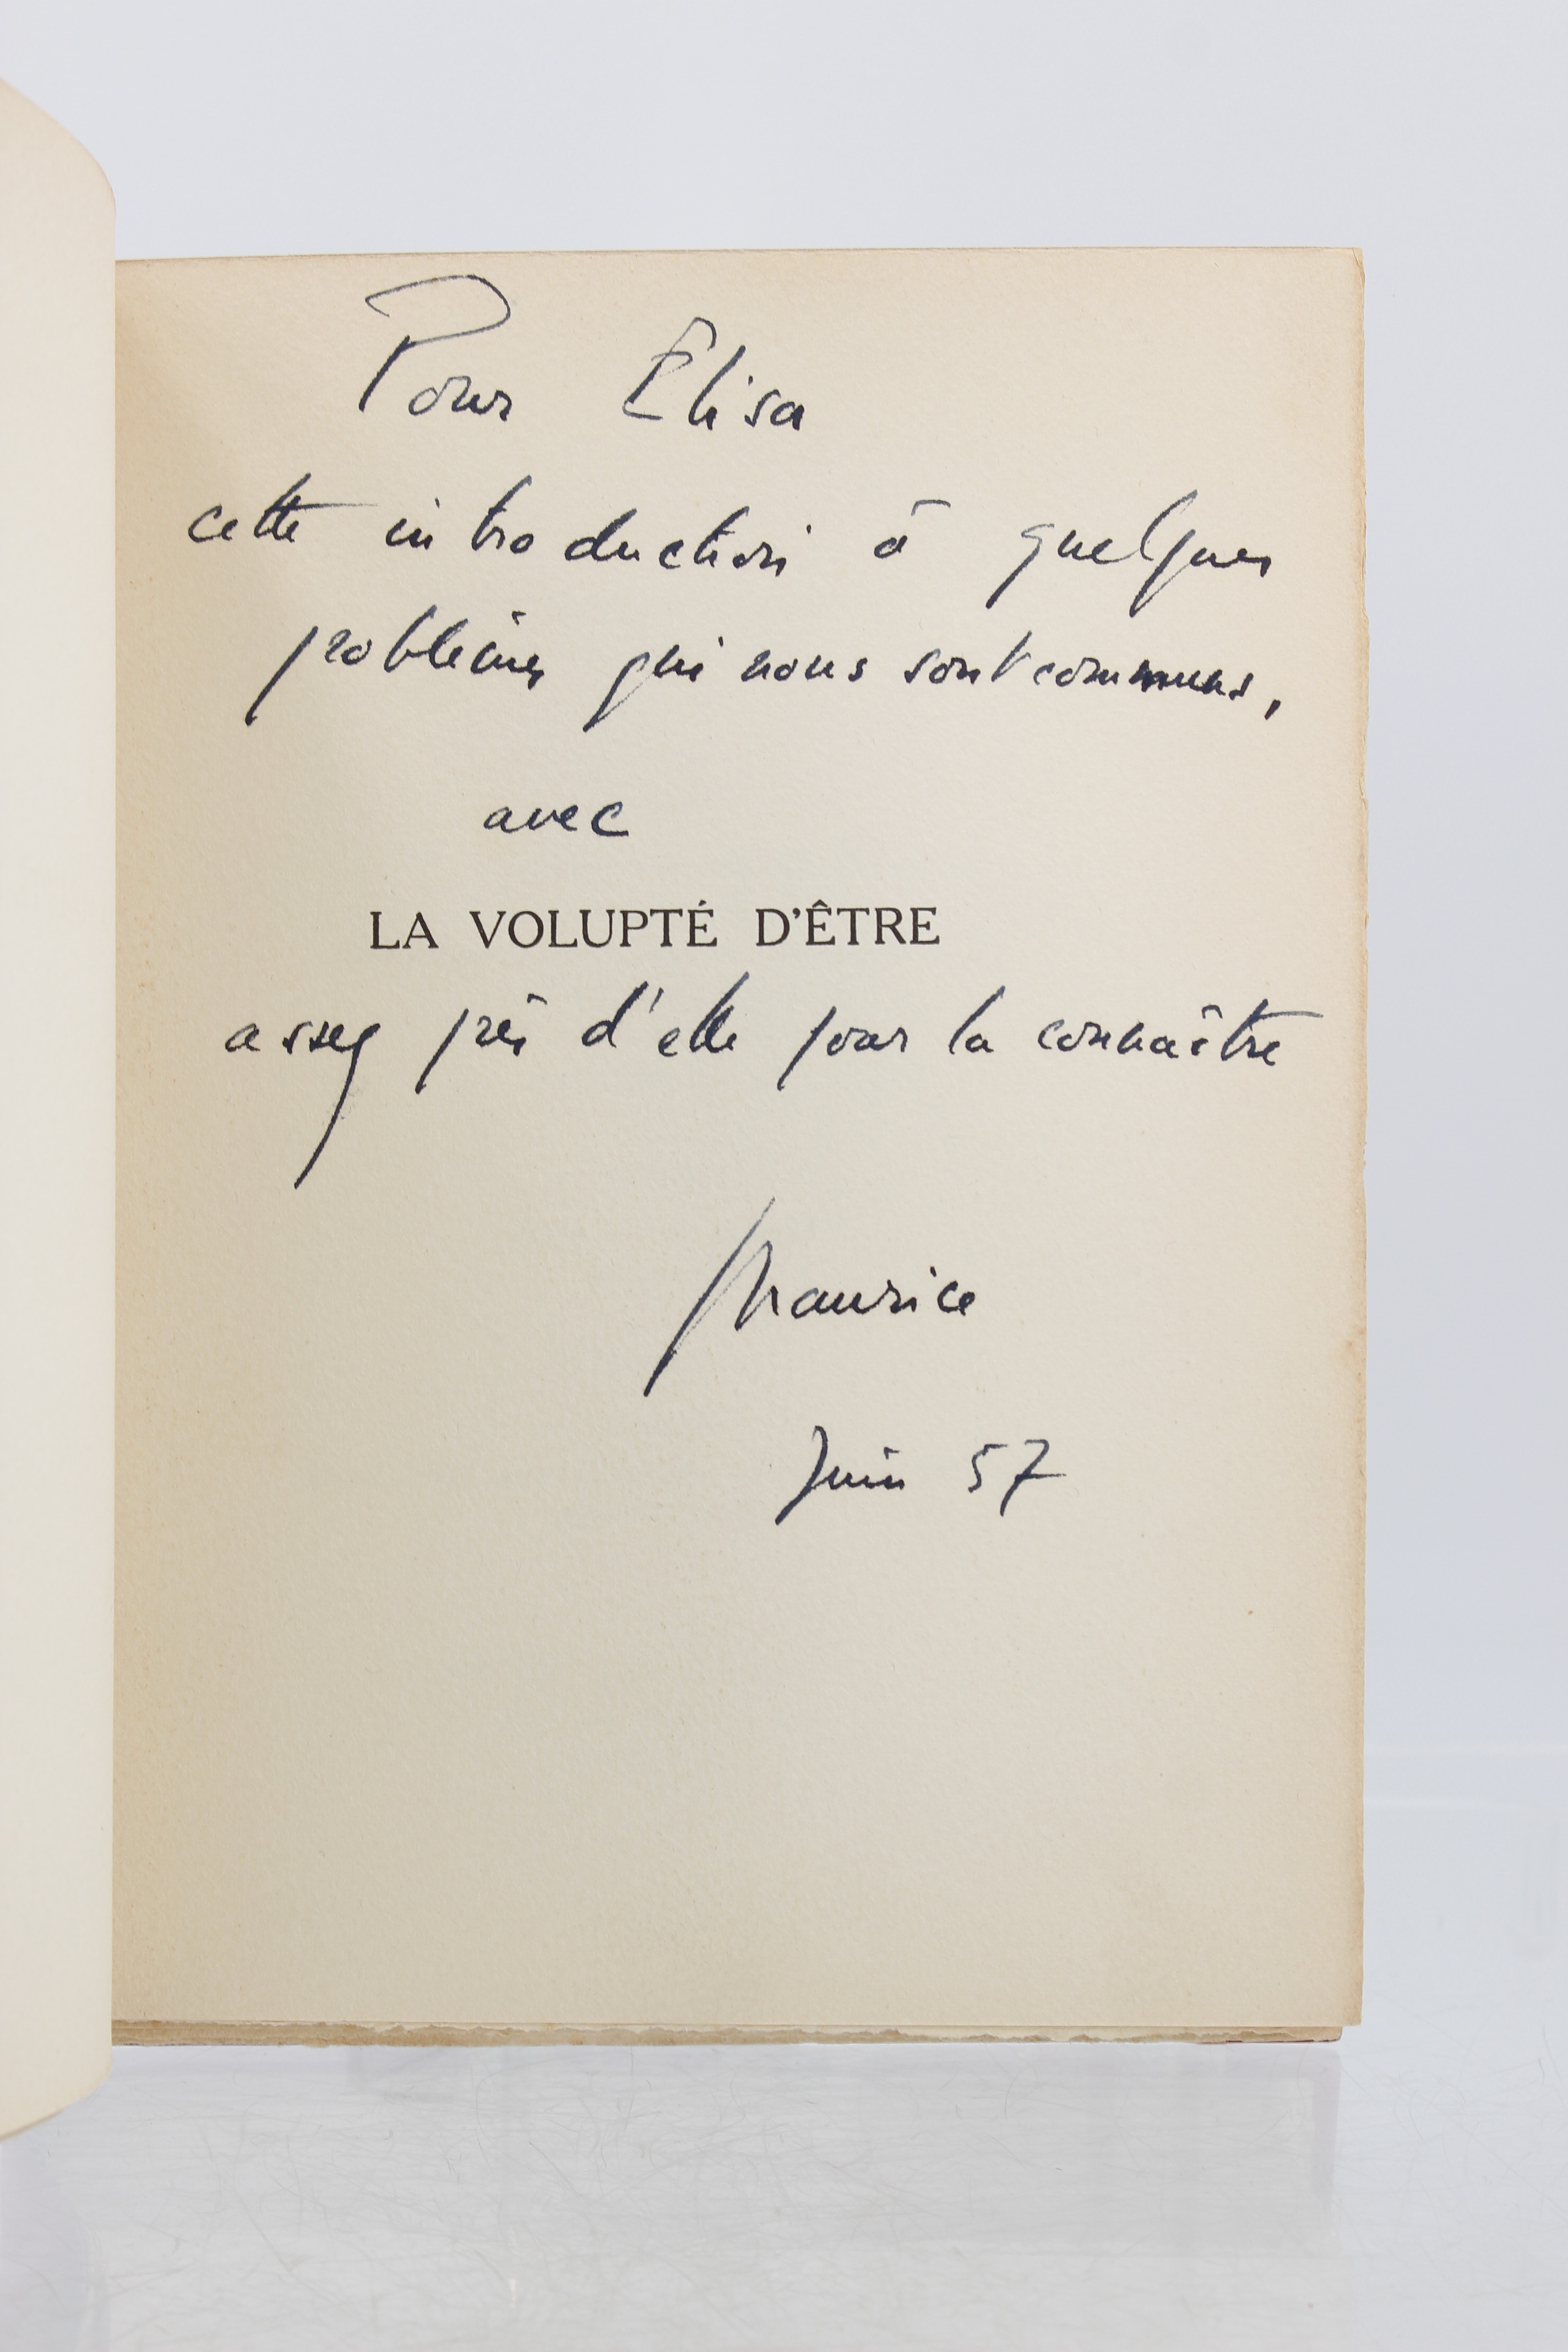 Pour Elisa
cette introduction à quelques
problèmes qui nous sont communs,
avec
LA VOLUPTÉ D'ÊTRE
assez près d'elle pour la connaître
Maurice
Juin 57